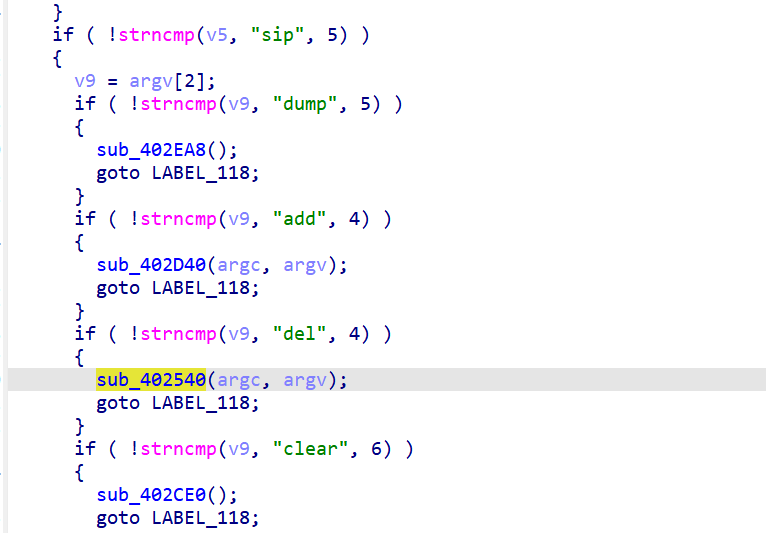 }
if ( !strncmp(v5, "sip", 5) )
{
v9 = argv[2];
if ( !strncmp(v9, "dump", 5) )
{
sub_402EA8();
goto LABEL_118;
}
if ( !strncmp(v9, "add", 4) )
{
sub_402D40(argc, argv);
goto LABEL_118;
}
if ( !strncmp(v9, "del", 4) )
{
sub_402540(argc, argv);
goto LABEL_118;
}
if ( !strncmp(v9, "clear", 6) )
{
sub_402CE0();
goto LABEL_118;